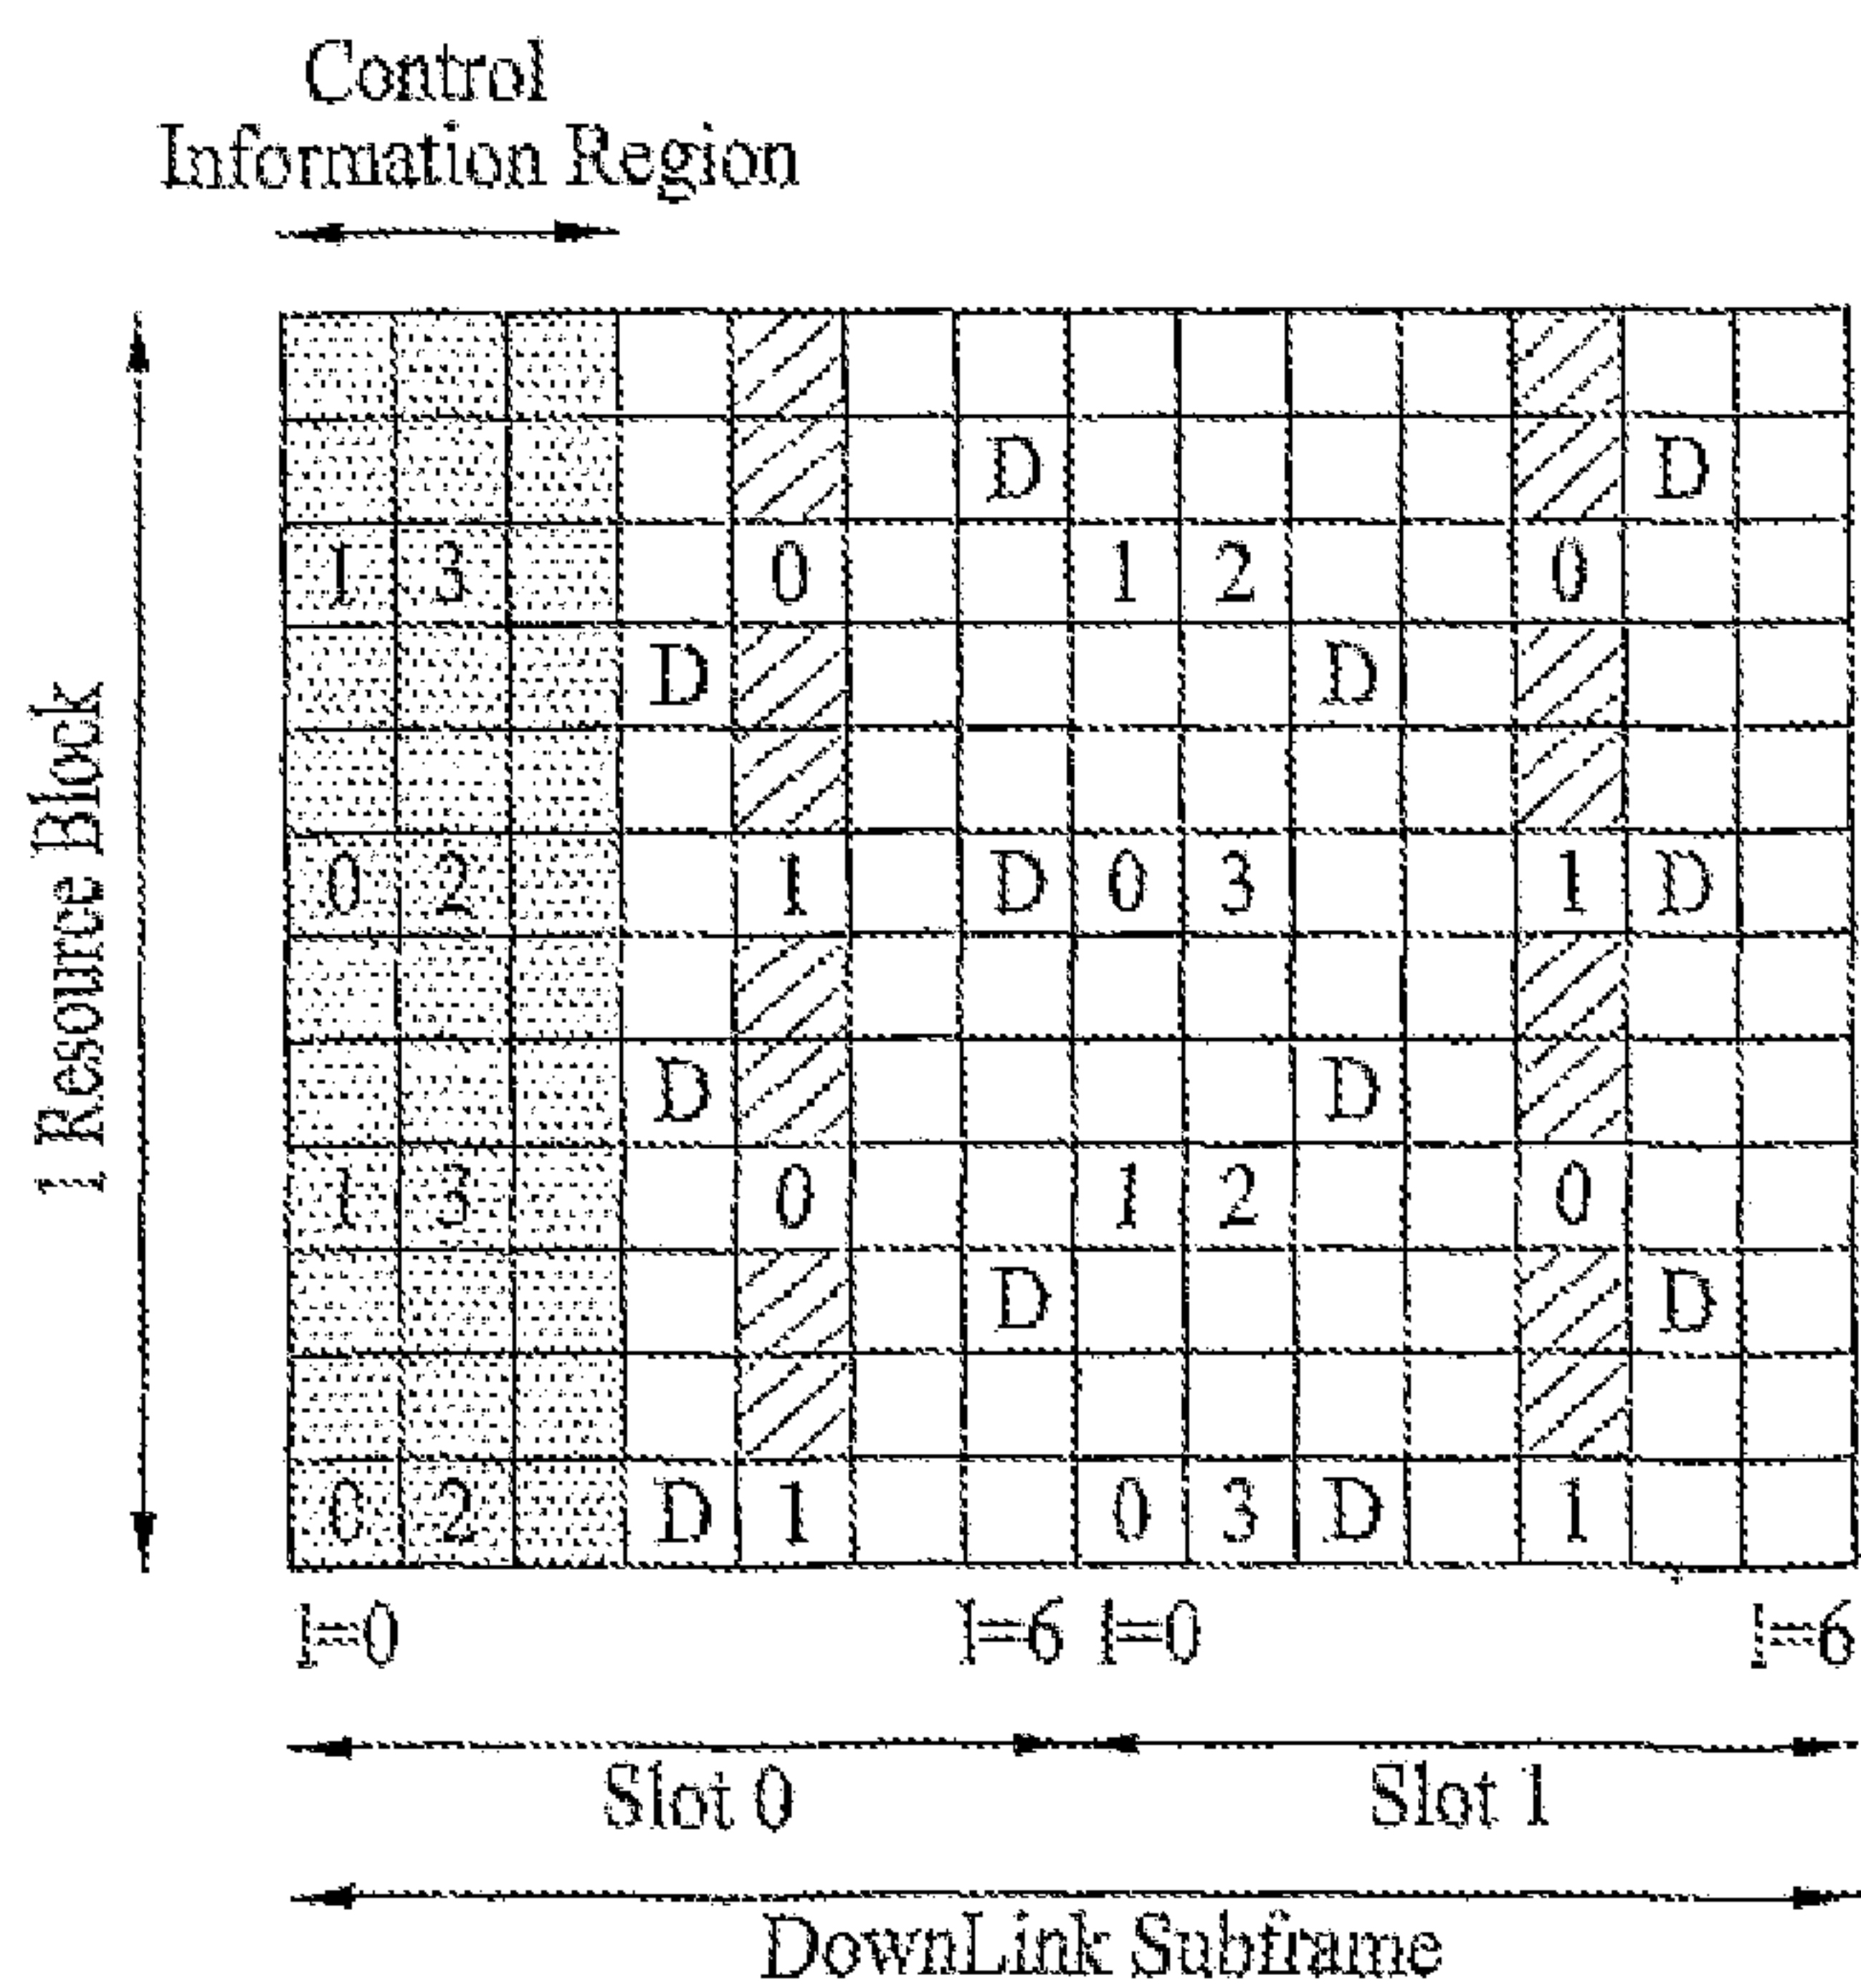 Control
Information Region
1 Resource Block
D D
1 3 0 1 2 0
D D
0 2 1 D 0 3 1 D
D D
1 3 0 1 2 0
D D
0 2 D 1 0 3 D 1
l=0 l=6 l=0 l=6
Slot 0 Slot 1
DownLink Subframe